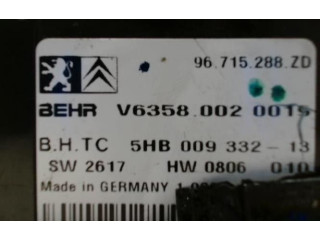 96.715.288.ZD
BEHR V6358.002 0019
B.H.TC 5HB 009 332-13
SW 2617 HW 0806 010
Made in GERMANY